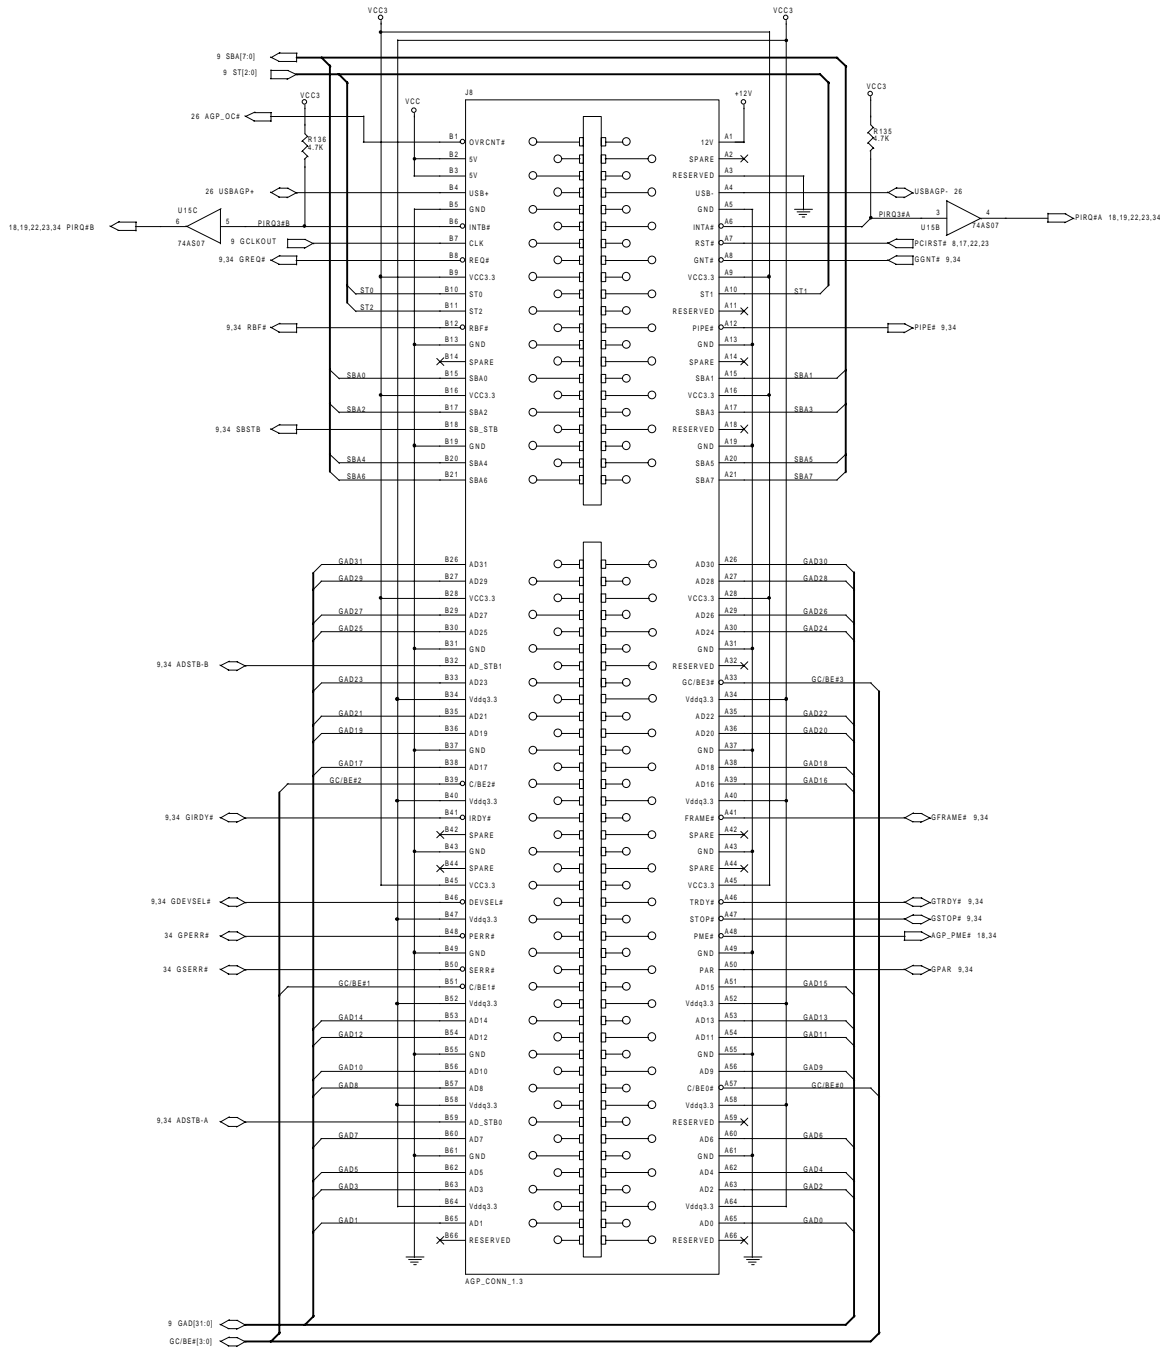 VCC3 VCC3
9 SBA[7:0]
9 ST[2:0]
VCC3 VCC J8 +12V VCC3
26 AGP_OC#
R136 4.7K
R135 4.7K
B1 OVRCNT# 12V A1
B2 5V SPARE A2
B3 5V RESERVED A3
26 USBAGP+ B4 USB+ USB- A4 USBAGP- 26
U15C B5 GND GND A5
18,19,22,23,34 PIRQ#B 6 5 PIRQ3#B B6 INTB# INTA# A6 PIRQ3#A 3 4 PIRQ#A 18,19,22,23,34
74AS07 U15B 74AS07
9 GCLKOUT B7 CLK RST# A7 PCIRST# 8,17,22,23
9,34 GREQ# B8 REQ# GNT# A8 GGNT# 9,34
B9 VCC3.3 VCC3.3 A9
ST0 B10 ST0 ST1 A10 ST1
ST2 B11 ST2 RESERVED A11
9,34 RBF# B12 RBF# PIPE# A12 PIPE# 9,34
B13 GND GND A13
B14 SPARE SPARE A14
SBA0 B15 SBA0 SBA1 A15 SBA1
B16 VCC3.3 VCC3.3 A16
SBA2 B17 SBA2 SBA3 A17 SBA3
9,34 SBSTB B18 SB_STB RESERVED A18
B19 GND GND A19
SBA4 B20 SBA4 SBA5 A20 SBA5
SBA6 B21 SBA6 SBA7 A21 SBA7
GAD31 B26 AD31 AD30 A26 GAD30
GAD29 B27 AD29 AD28 A27 GAD28
B28 VCC3.3 VCC3.3 A28
GAD27 B29 AD27 AD26 A29 GAD26
GAD25 B30 AD25 AD24 A30 GAD24
B31 GND GND A31
9,34 ADSTB-B B32 AD_STB1 RESERVED A32
GAD23 B33 AD23 GC/BE3# A33 GC/BE#3
B34 Vddq3.3 Vddq3.3 A34
GAD21 B35 AD21 AD22 A35 GAD22
GAD19 B36 AD19 AD20 A36 GAD20
B37 GND GND A37
GAD17 B38 AD17 AD18 A38 GAD18
GC/BE#2 B39 C/BE2# AD16 A39 GAD16
B40 Vddq3.3 Vddq3.3 A40
9,34 GIRDY# B41 IRDY# FRAME# A41 GFRAME# 9,34
B42 SPARE SPARE A42
B43 GND GND A43
B44 SPARE SPARE A44
B45 VCC3.3 VCC3.3 A45
9,34 GDEVSEL# B46 DEVSEL# TRDY# A46 GTRDY# 9,34
B47 Vddq3.3 STOP# A47 GSTOP# 9,34
34 GPERR# B48 PERR# PME# A48 AGP_PME# 18,34
B49 GND GND A49
34 GSERR# B50 SERR# PAR A50 GPAR 9,34
GC/BE#1 B51 C/BE1# AD15 A51 GAD15
B52 Vddq3.3 Vddq3.3 A52
GAD14 B53 AD14 AD13 A53 GAD13
GAD12 B54 AD12 AD11 A54 GAD11
B55 GND GND A55
GAD10 B56 AD10 AD9 A56 GAD9
GAD8 B57 AD8 C/BE0# A57 GC/BE#0
B58 Vddq3.3 Vddq3.3 A58
9,34 ADSTB-A B59 AD_STB0 RESERVED A59
GAD7 B60 AD7 AD6 A60 GAD6
B61 GND GND A61
GAD5 B62 AD5 AD4 A62 GAD4
GAD3 B63 AD3 AD2 A63 GAD2
B64 Vddq3.3 Vddq3.3 A64
GAD1 B65 AD1 AD0 A65 GAD0
B66 RESERVED RESERVED A66
AGP_CONN_1.3
9 GAD[31:0]
GC/BE#[3:0]